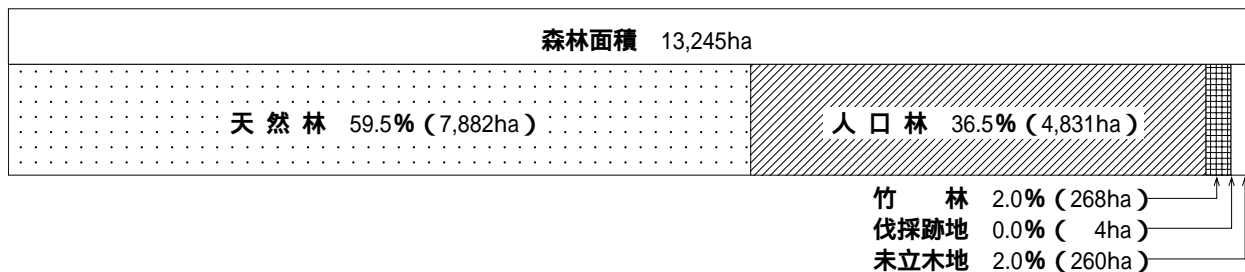 森林面積 13,245ha
天然林 59.5%(7,882ha)
人口林 36.5%(4,831ha)
竹 林 2.0%(268ha)
伐採跡地 0.0%( 4ha)
未立木地 2.0%(260ha)